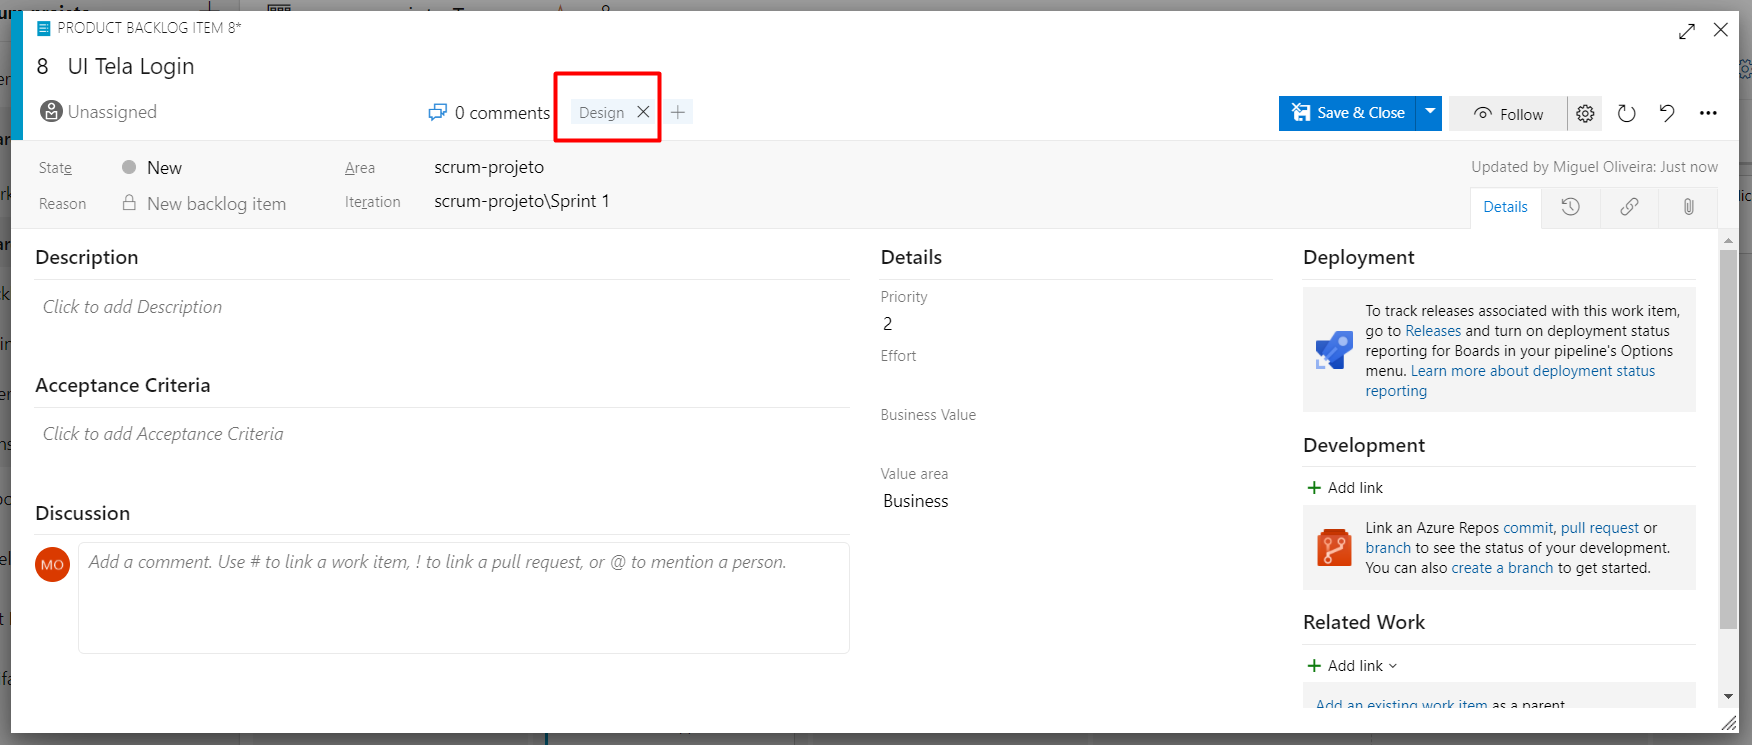 PRODUCT BACKLOG ITEM 8*
8 UI Tela Login
Unassigned
0 comments
Design
Save & Close
Follow
State
New
Area
scrum-projeto
Updated by Miguel Oliveira: Just now
Reason
New backlog item
Iteration
scrum-projeto\Sprint 1
Details
Description
Click to add Description
Acceptance Criteria
Click to add Acceptance Criteria
Discussion
MO
Add a comment. Use # to link a work item, ! to link a pull request, or @ to mention a person.
Details
Priority
2
Effort
Business Value
Value area
Business
Deployment
To track releases associated with this work item,
go to Releases and turn on deployment status
reporting for Boards in your pipeline's Options
menu. Learn more about deployment status
reporting
Development
Add link
Link an Azure Repos commit, pull request or
branch to see the status of your development.
You can also create a branch to get started.
Related Work
Add link
Add an existing work item as a parent